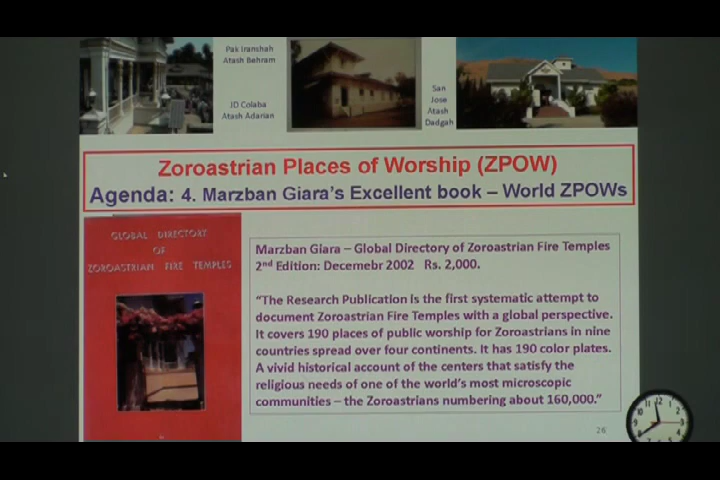 Pak Iranshah
Atash Behram
JD Colaba
Atash Adarian
San
Jose
Atash
Dadgah
Zoroastrian Places of Worship (ZPOW)
Agenda: 4. Marzban Giara's Excellent book – World ZPOWs
GLOBAL DIRECTORY
OF
ZOROASTRIAN FIRE TEMPLES
Marzban Giara – Global Directory of Zoroastrian Fire Temples
2nd Edition: Decemebr 2002 Rs. 2,000.
"The Research Publication is the first systematic attempt to
document Zoroastrian Fire Temples with a global perspective.
It covers 190 places of public worship for Zoroastrians in nine
countries spread over four continents. It has 190 color plates.
A vivid historical account of the centers that satisfy the
religious needs of one of the world's most microscopic
communities – the Zoroastrians numbering about 160,000."
26